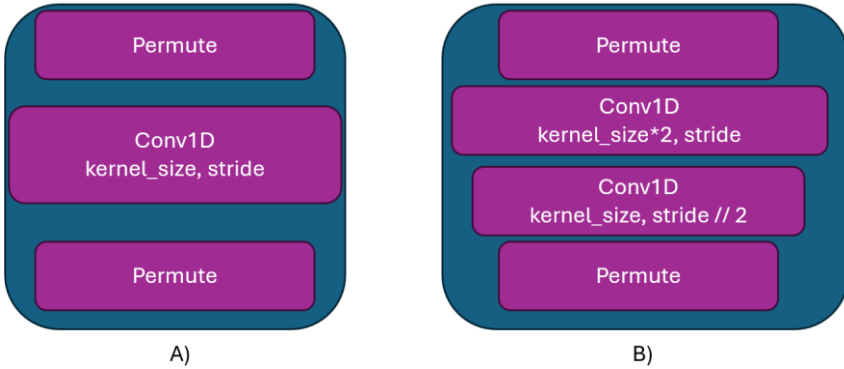 Permute
Conv1D
kernel_size, stride
Permute
A)
Permute
Conv1D
kernel_size*2, stride
Conv1D
kernel_size, stride // 2
Permute
B)